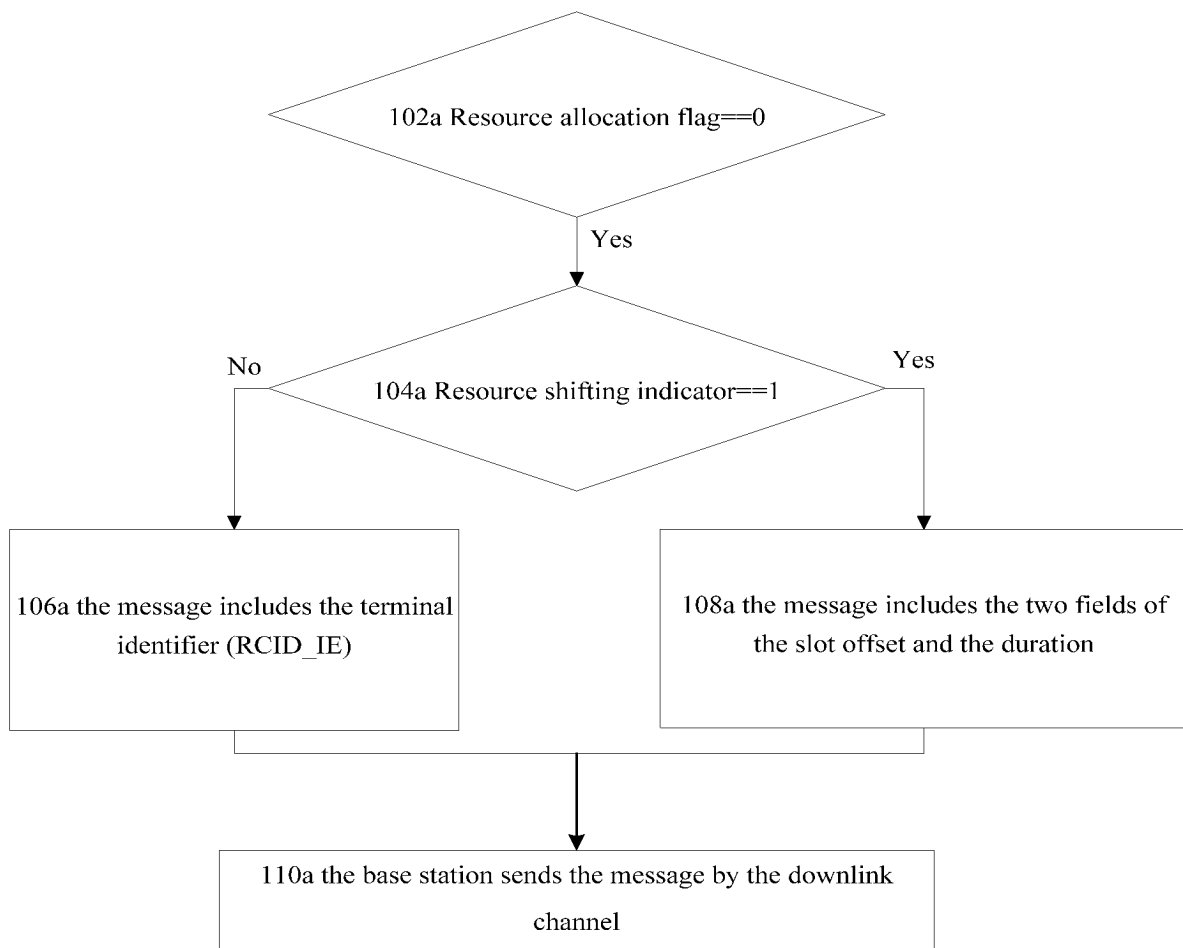 102a Resource allocation flag==0
Yes
No
Yes
104a Resource shifting indicator==1
106a the message includes the terminal
identifier (RCID_IE)
108a the message includes the two fields of
the slot offset and the duration
110a the base station sends the message by the downlink
channel